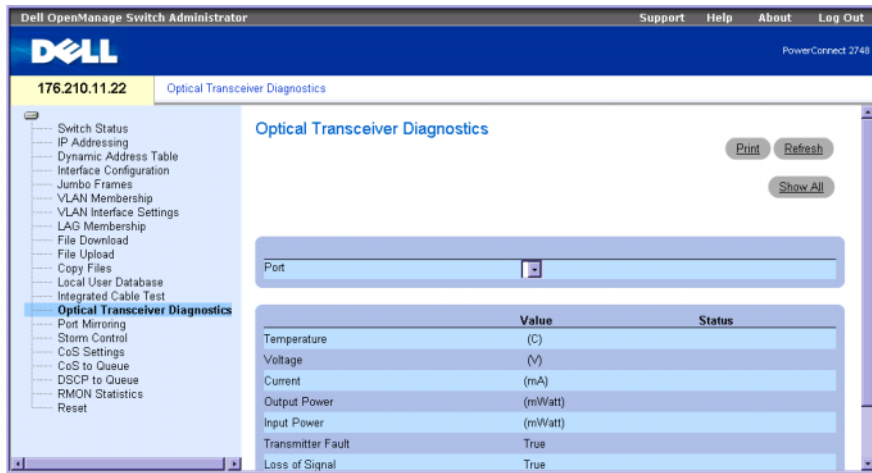 Dell OpenManage Switch Administrator
Support Help About Log Out
DELL
PowerConnect 2748
176.210.11.22
Optical Transceiver Diagnostics
Switch Status
IP Addressing
Dynamic Address Table
Interface Configuration
Jumbo Frames
VLAN Membership
VLAN Interface Settings
LAG Membership
File Download
File Upload
Copy Files
Local User Database
Integrated Cable Test
Optical Transceiver Diagnostics
Port Mirroring
Storm Control
CoS Settings
CoS to Queue
DSCP to Queue
RMON Statistics
Reset
Optical Transceiver Diagnostics
Print Refresh
Show All
Port
Value Status
Temperature (C)
Voltage (V)
Current (mA)
Output Power (mWatt)
Input Power (mWatt)
Transmitter Fault True
Loss of Signal True